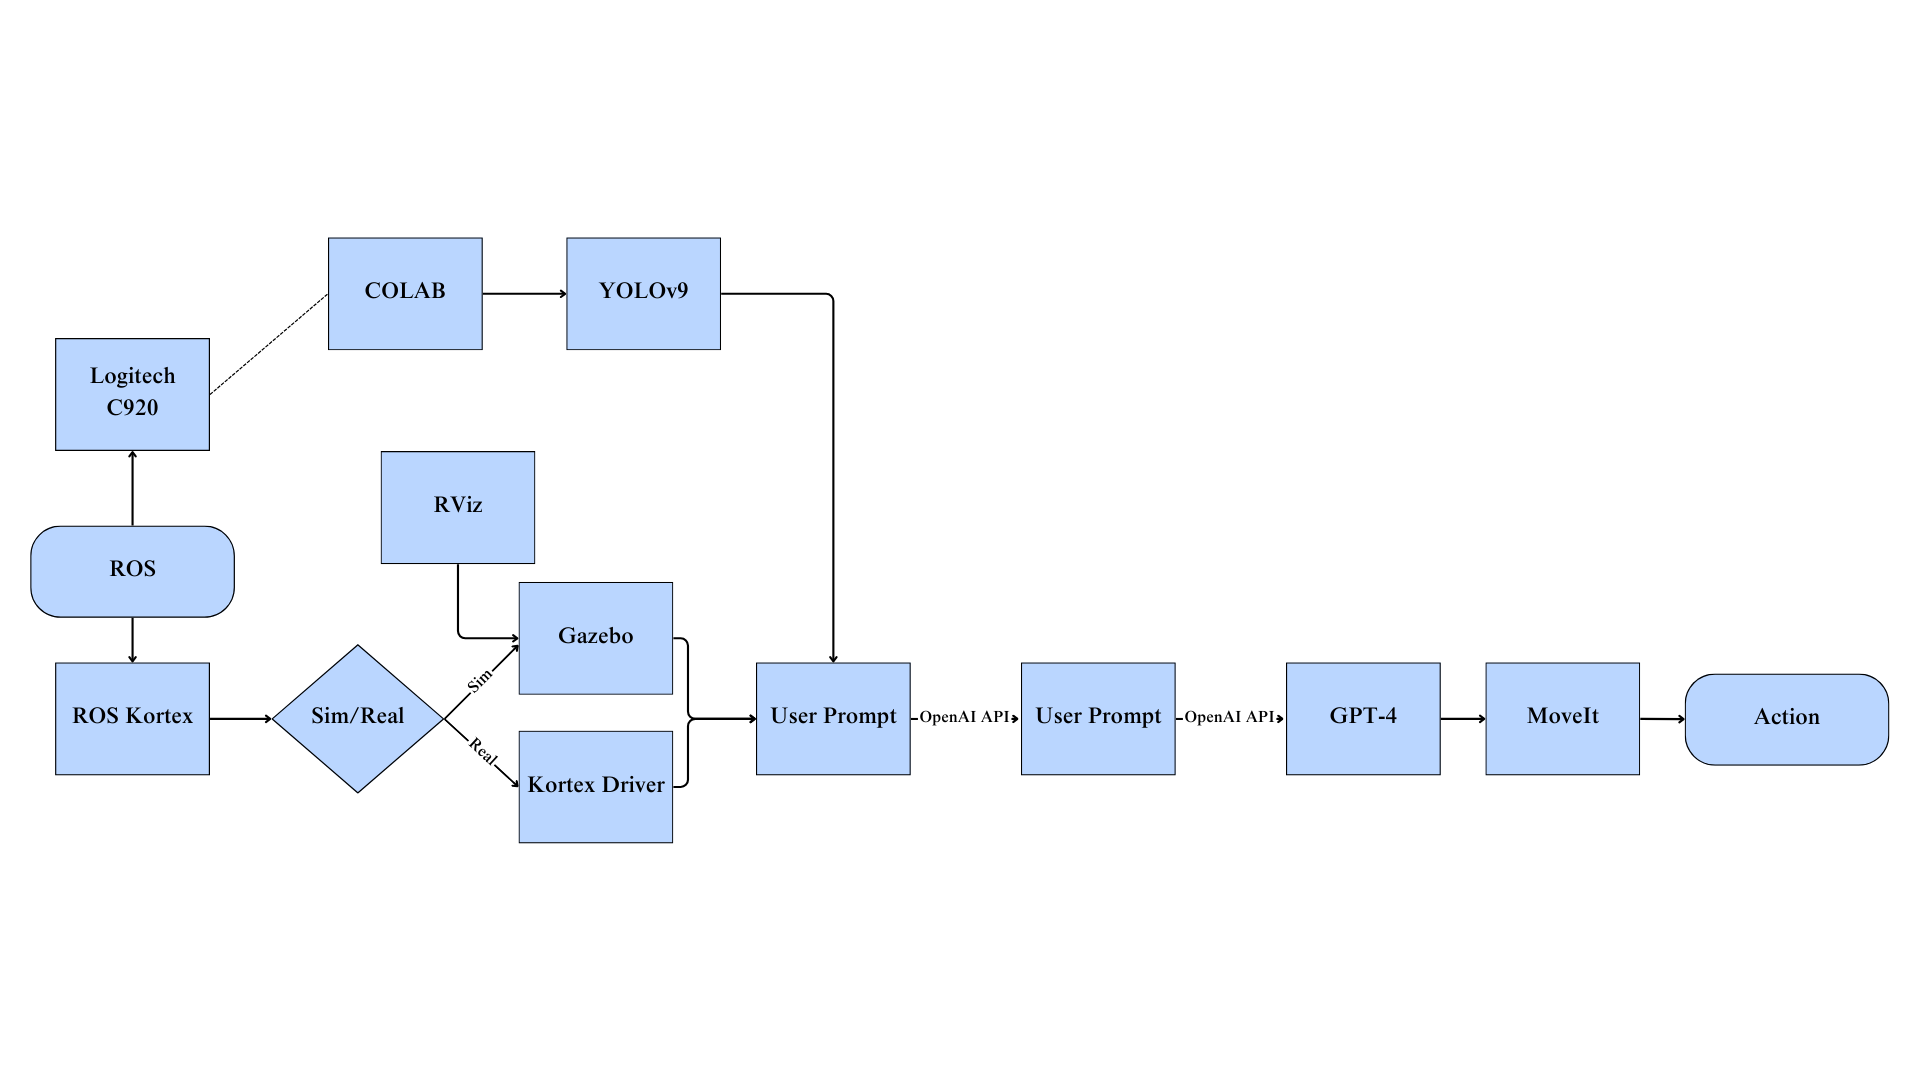 COLAB
YOLOv9
Logitech
C920
RViz
ROS
Gazebo
Sim
ROS Kortex
Sim/Real
User Prompt
OpenAI API
User Prompt
OpenAI API
GPT-4
MoveIt
Action
Real
Kortex Driver